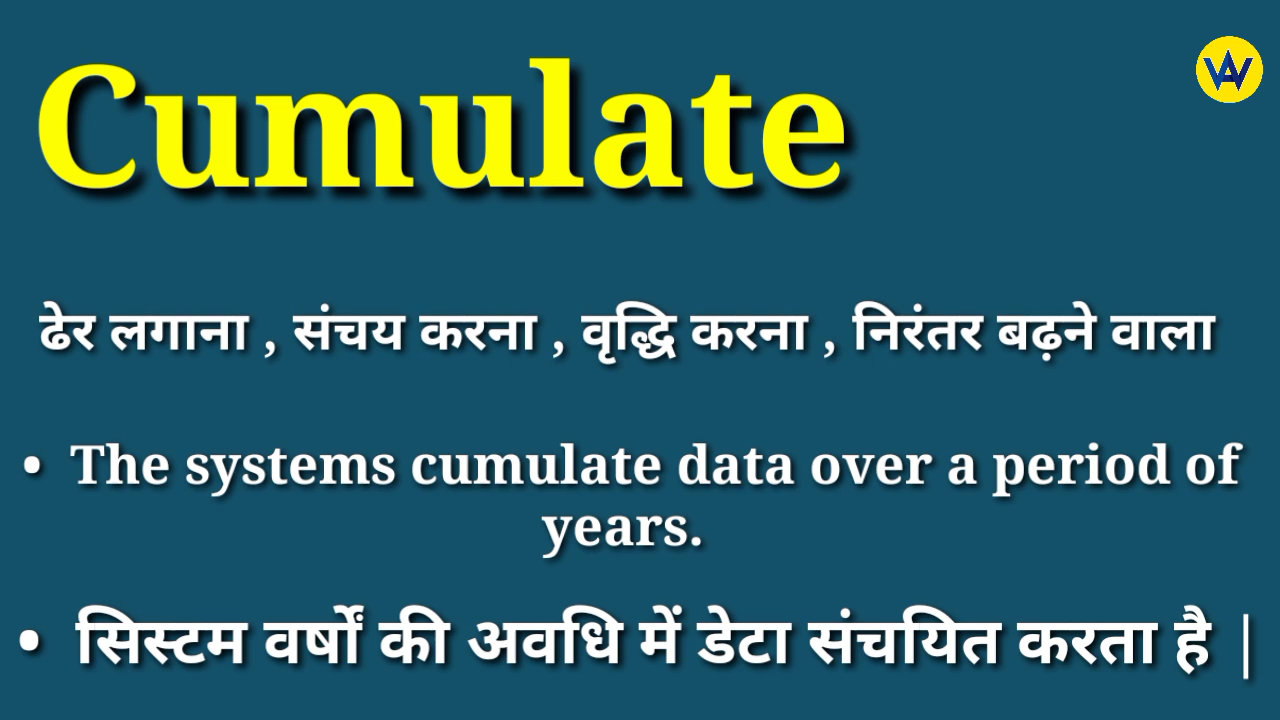 Cumulate
ढेर लगाना , संचय करना , वृद्धि करना , निरंतर बढ़ने वाला
• The systems cumulate data over a period of
years.
• सिस्टम वर्षों की अवधि में डेटा संचयित करता है |